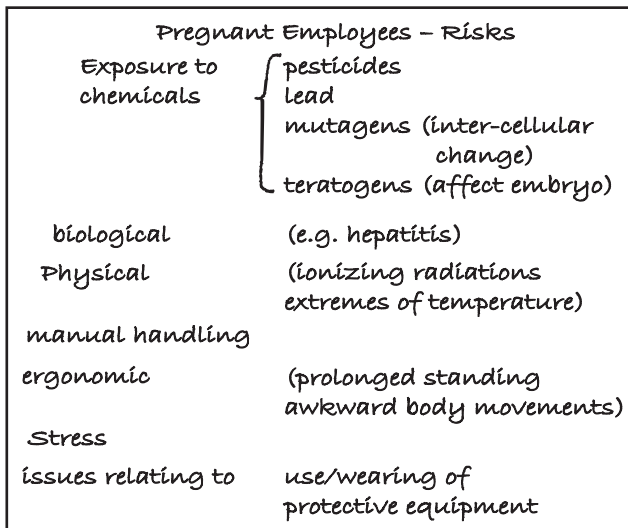 Pregnant Employees – Risks
Exposure to pesticides
chemicals lead
mutagens (inter-cellular
change)
teratogens (affect embryo)
biological (e.g. hepatitis)
Physical (ionizing radiations
extremes of temperature)
manual handling
ergonomic (prolonged standing
awkward body movements)
Stress
issues relating to use/wearing of
protective equipment